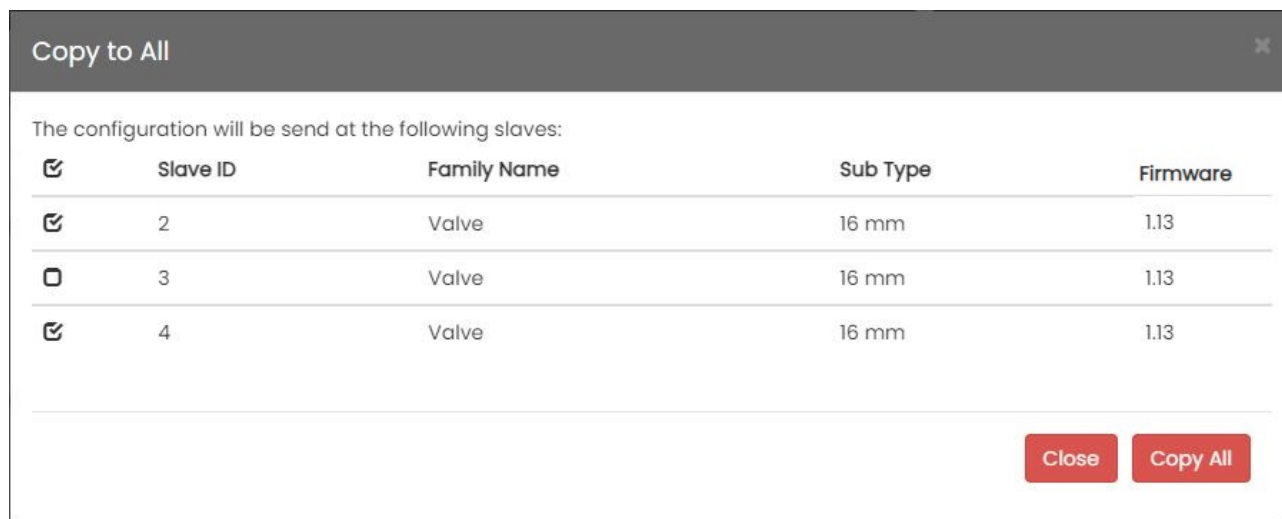 Copy to All
The configuration will be send at the following slaves:
Slave ID Family Name Sub Type Firmware
2 Valve 16 mm 1.13
3 Valve 16 mm 1.13
4 Valve 16 mm 1.13
Close Copy All